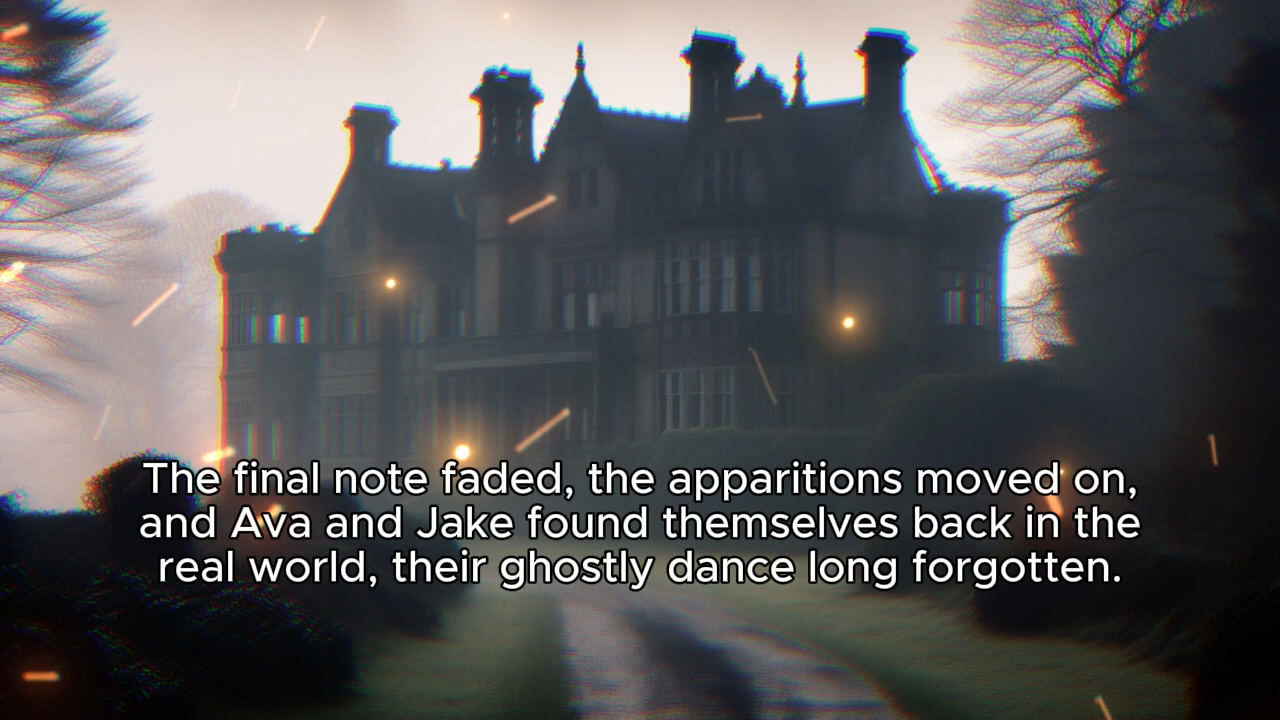 The final note faded, the apparitions moved on,
and Ava and Jake found themselves back in the
real world, their ghostly dance long forgotten.